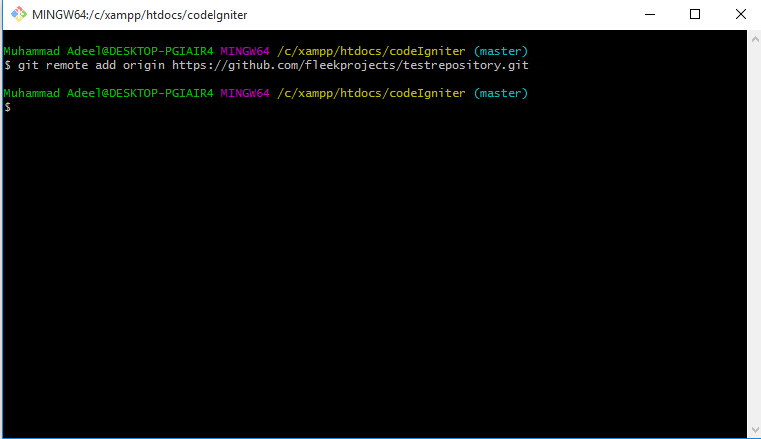 MINGW64:/c/xampp/htdocs/codeIgniter
Muhammad Adeel@DESKTOP-PGIAIR4 MINGW64 /c/xampp/htdocs/codeIgniter (master)
$ git remote add origin https://github.com/fleekprojects/testrepository.git
Muhammad Adeel@DESKTOP-PGIAIR4 MINGW64 /c/xampp/htdocs/codeIgniter (master)
$